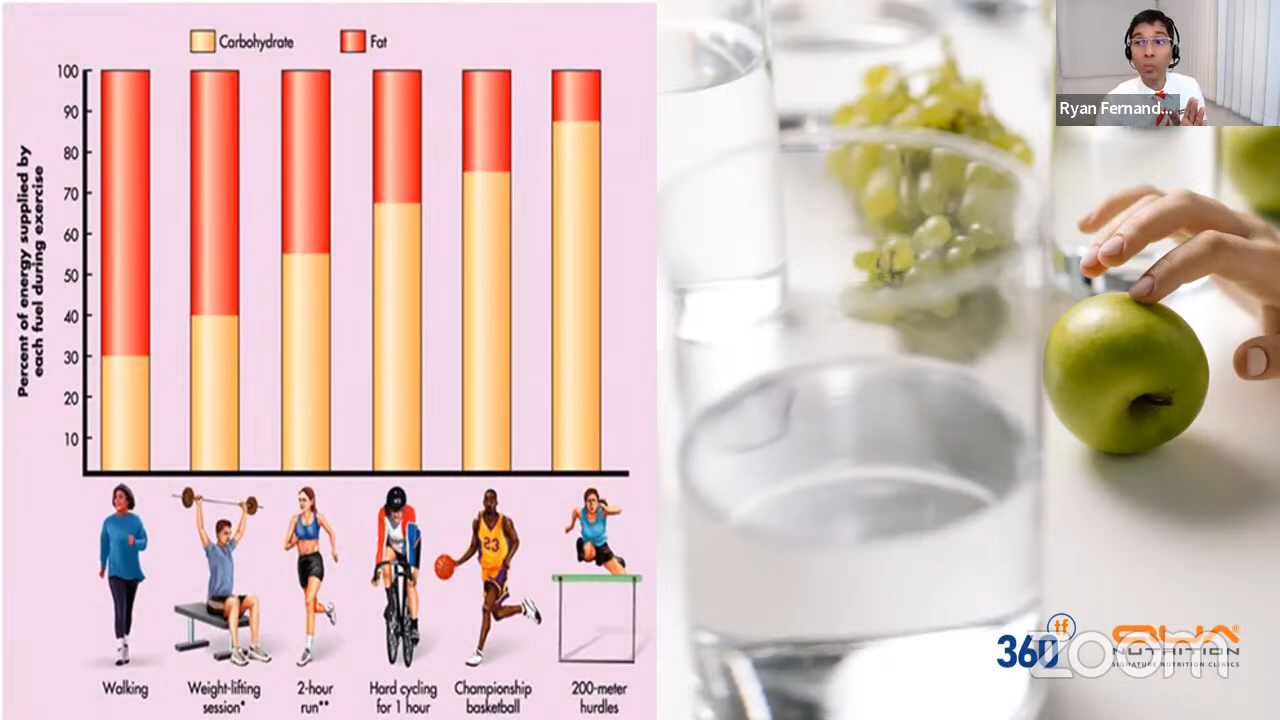 Carbohydrate
Fat
100
90
80
70
60
50
40
30
20
10
Percent of energy supplied by
each fuel during exercise
23
Walking
Weight-lifting
session*
2-hour
run**
Hard cycling
for 1 hour
Championship
basketball
200-meter
hurdles
Ryan Fernand...
360
tf
QUA
NUTRITION
SIGNATURE NUTRITION CLINICS
zoom